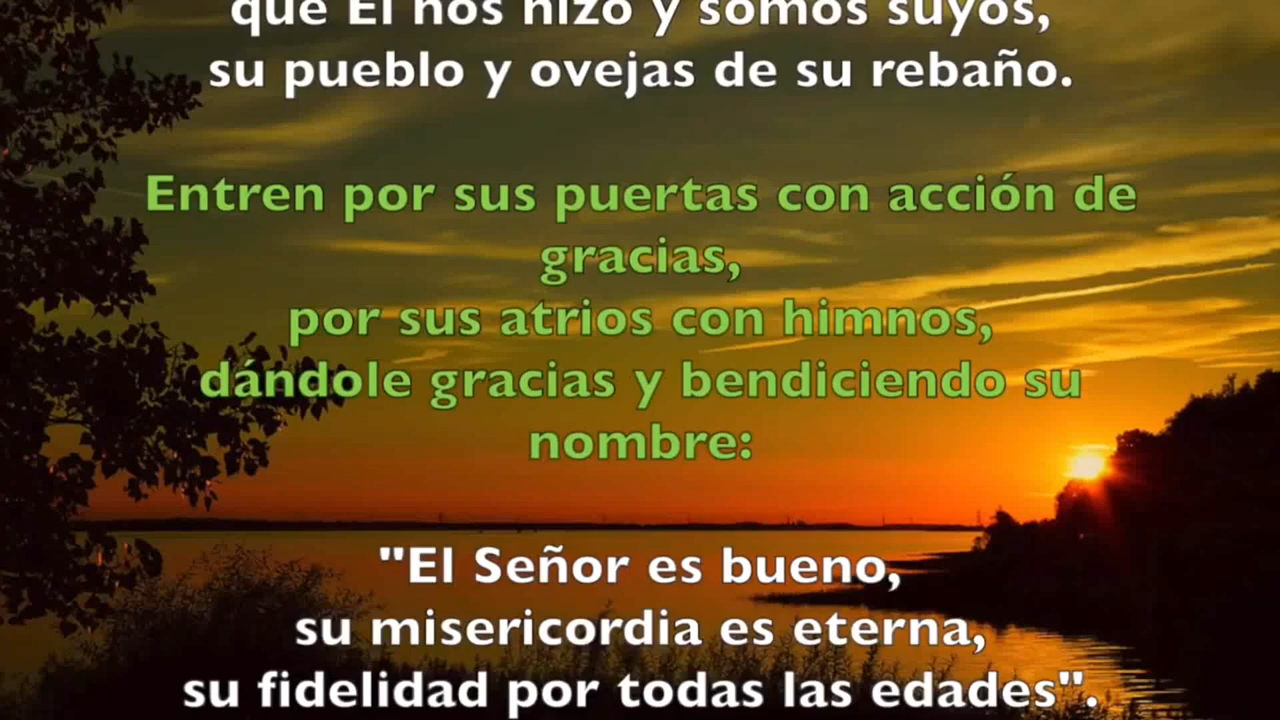 que Él nos hizo y somos suyos,
su pueblo y ovejas de su rebaño.
Entren por sus puertas con acción de
gracias,
por sus atrios con himnos,
dándole gracias y bendiciendo su
nombre:
"El Señor es bueno,
su misericordia es eterna,
su fidelidad por todas las edades".